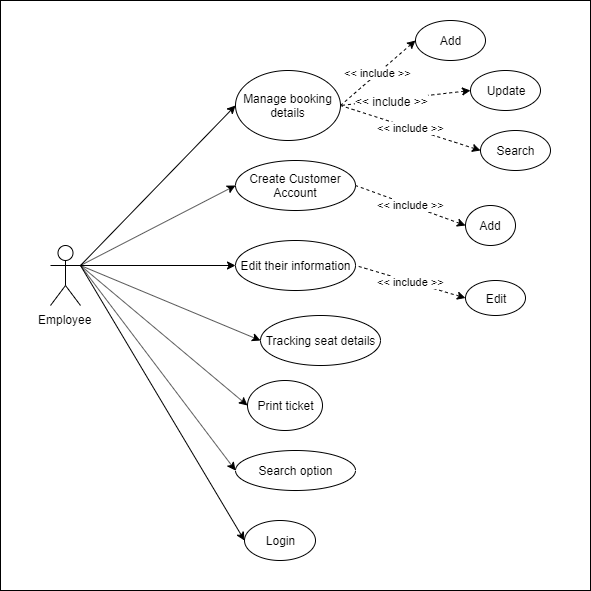 Add
<< include >>
Update
Manage booking
details
<< include >>
<< include >>
Search
Create Customer
Account
<< include >>
Add
Edit their information
<< include >>
Edit
Employee
Tracking seat details
Print ticket
Search option
Login